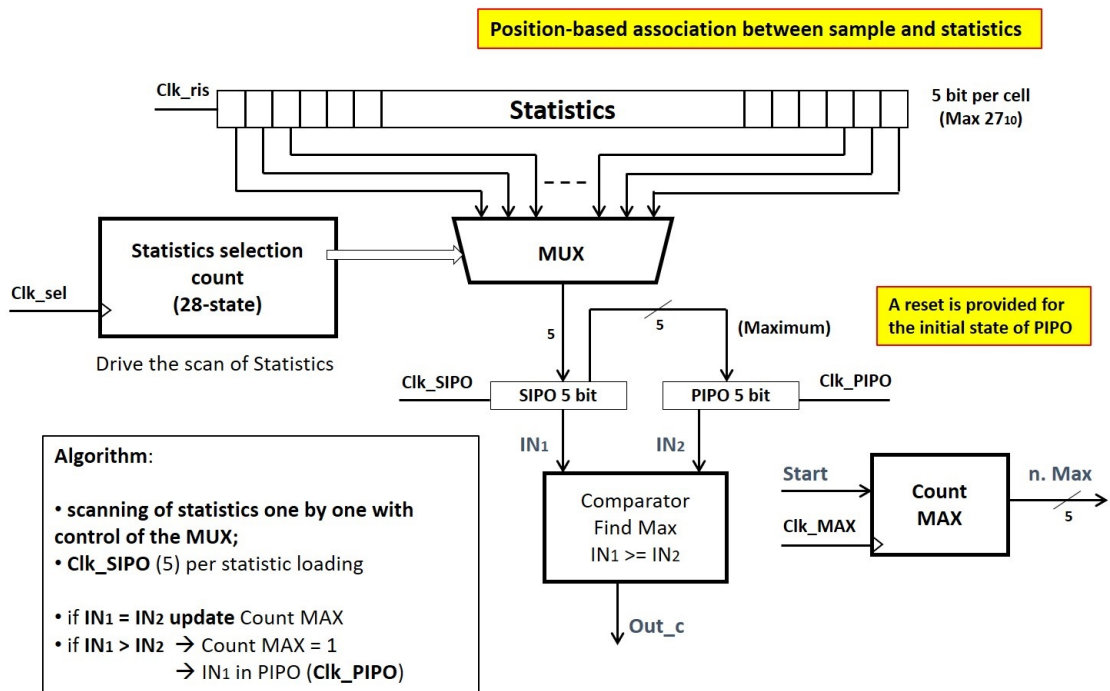 Position-based association between sample and statistics
Clk_ris
Statistics
5 bit per cell
(Max 27₁₀)
Statistics selection
count
(28-state)
MUX
Clk_sel
A reset is provided for
the initial state of PIPO
5
5
(Maximum)
Drive the scan of Statistics
Clk_SIPO
SIPO 5 bit
PIPO 5 bit
Clk_PIPO
IN₁
IN₂
Algorithm:
• scanning of statistics one by one with
control of the MUX;
• Clk_SIPO (5) per statistic loading
• if IN₁ = IN₂ update Count MAX
• if IN₁ > IN₂ → Count MAX = 1
→ IN₁ in PIPO (Clk_PIPO)
Comparator
Find Max
IN₁ >= IN₂
Out_c
Start
Clk_MAX
Count
MAX
n. Max
5